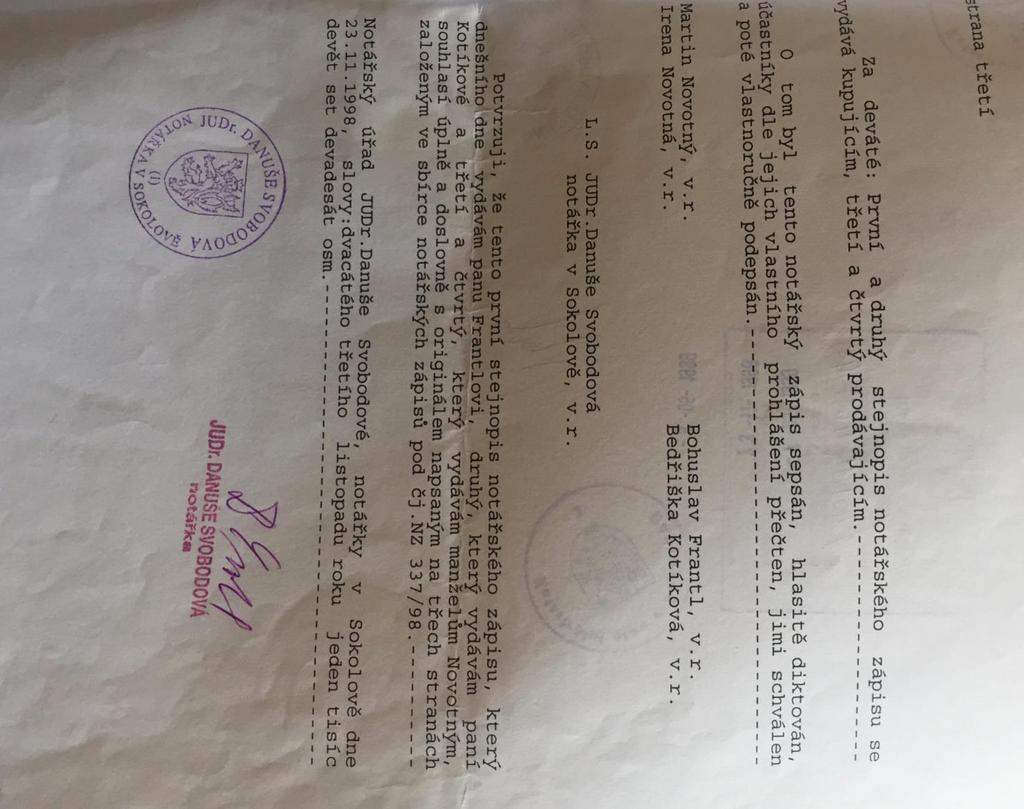 strana třetí
Za deváté: První a druhý stejnopis notářského zápisu se
vydává kupujícím, třetí a čtvrtý prodávajícím.--------------------
O tom byl tento notářský zápis sepsán, hlasitě diktován,
účastníky dle jejich vlastního prohlášení přečten, jimi schválen
a poté vlastnoručně podepsán.------------------------------------
Martin Novotný, v.r. Bohuslav Frantl, v.r.
Irena Novotná, v.r. Bedřiška Kotíková, v.r.
L.S. JUDr.Danuše Svobodová
notářka v Sokolově, v.r.
Potvrzuji, že tento první stejnopis notářského zápisu, který
dnešního dne vydávám panu Frantlovi, druhý, který vydávám paní
Kotíkové a třetí a čtvrtý, který vydávám manželům Novotným,
souhlasí úplně a doslovně s originálem napsaným na třech stranách
založeným ve sbírce notářských zápisů pod čj.NZ 337/98.----------
Notářský úřad JUDr.Danuše Svobodové, notářky v Sokolově dne
23.11.1998, slovy:dvacátého třetího listopadu roku jeden tisíc
devět set devadesát osm.-----------------------------------------
JUDr. DANUŠE SVOBODOVÁ
NOTÁŘKA V SOKOLOVĚ
(1)
JUDr. DANUŠE SVOBODOVÁ
notářka